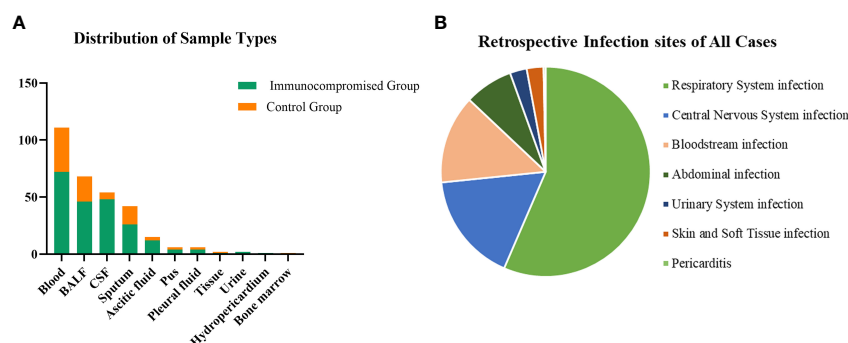 A
Distribution of Sample Types
150
100
50
0
Immunocompromised Group
Control Group
Blood
BALF
CSF
Sputum
Ascitic fluid
Pus
Pleural fluid
Tissue
Urine
Hydropericardium
Bone marrow
B
Retrospective Infection sites of All Cases
Respiratory System infection
Central Nervous System infection
Bloodstream infection
Abdominal infection
Urinary System infection
Skin and Soft Tissue infection
Pericarditis